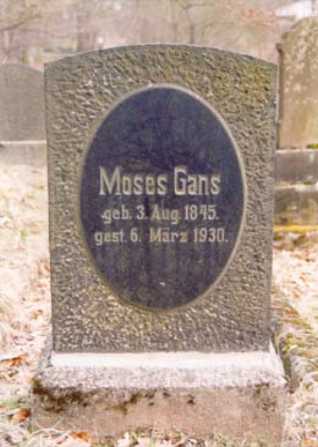 Moses Gans
geb. 3. Aug. 1845.
gest. 6. März 1930.